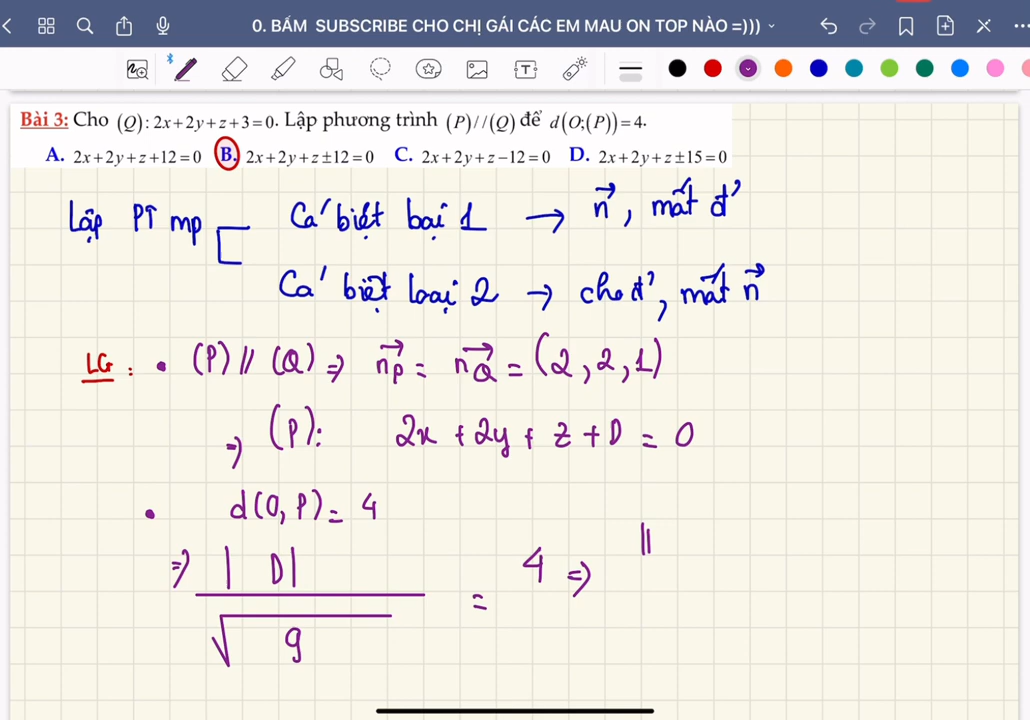 0. BẤM SUBSCRIBE CHO CHỊ GÁI CÁC EM MAU ON TOP NÀO =)))
Bài 3: Cho (Q): 2x+2y+z+3=0. Lập phương trình (P)//(Q) để d(O;(P))=4.
A. 2x+2y+z+12=0 B. 2x+2y+z±12=0 C. 2x+2y+z−12=0 D. 2x+2y+z±15=0
Lập PT mp [ Cá biệt loại 1 → n⃗, mất đ'
Cá biệt loại 2 → cho đ', mất n⃗
LG: • (P) // (Q) ⇒ n⃗P = n⃗Q = (2, 2, 1)
⇒ (P): 2x + 2y + z + D = 0
• d(O, P) = 4
⇒ | D| / √9 = 4 ⇒ ||